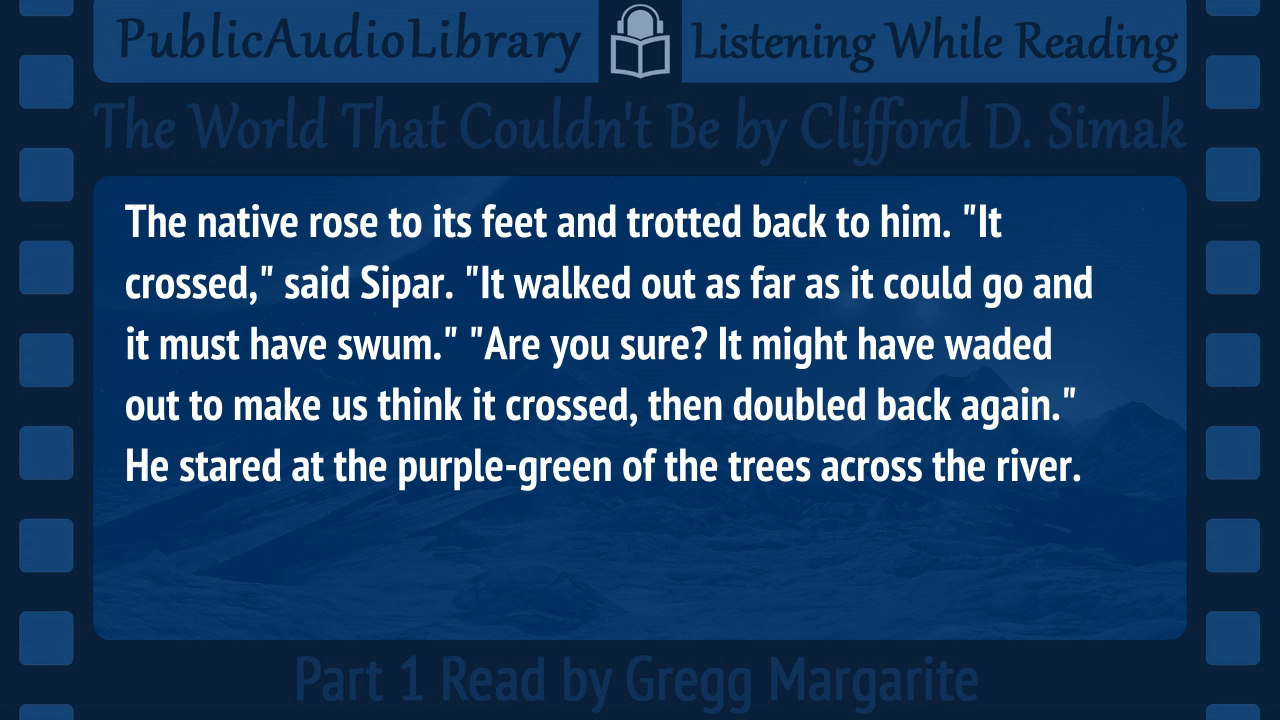 PublicAudioLibrary Listening While Reading
The World That Couldn't Be by Clifford D. Simak
The native rose to its feet and trotted back to him. "It
crossed," said Sipar. "It walked out as far as it could go and
it must have swum." "Are you sure? It might have waded
out to make us think it crossed, then doubled back again."
He stared at the purple-green of the trees across the river.
Part 1 Read by Gregg Margarite